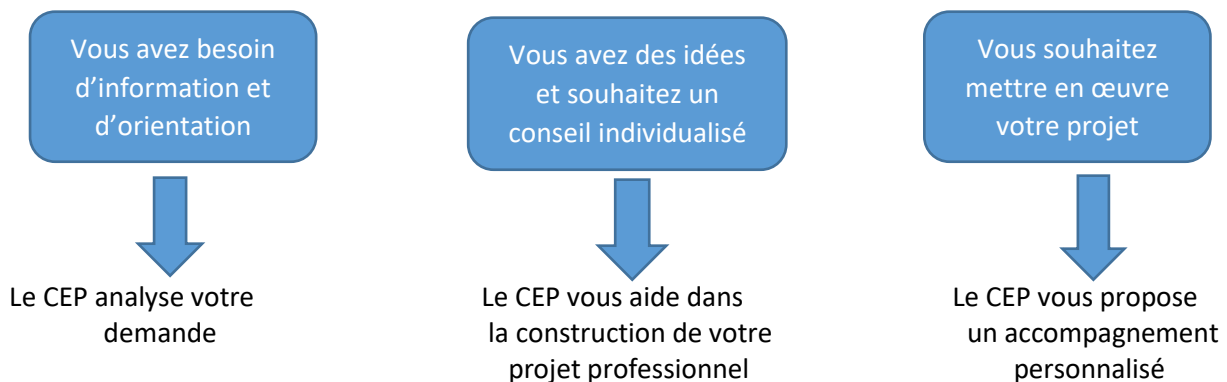 Vous avez besoin
d’information et
d’orientation
Le CEP analyse votre
demande
Vous avez des idées
et souhaitez un
conseil individualisé
Le CEP vous aide dans
la construction de votre
projet professionnel
Vous souhaitez
mettre en œuvre
votre projet
Le CEP vous propose
un accompagnement
personnalisé